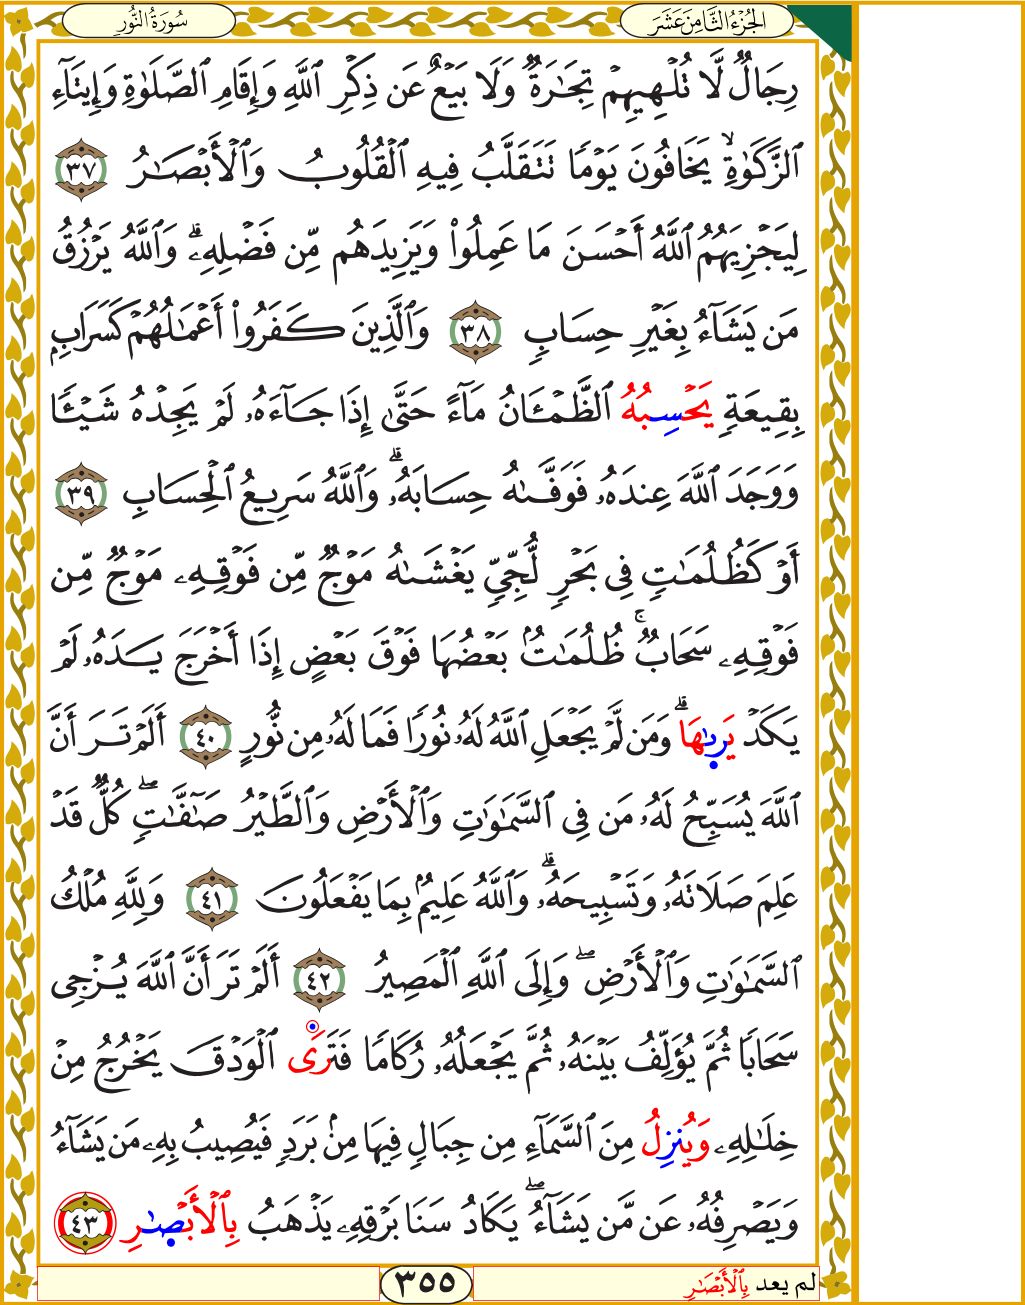 الجُزْءُ الثَّامِنَ عَشَرَ
سُورَةُ النُّورِ
رِجَالٌ لَّا تُلْهِيهِمْ تِجَٰرَةٌ وَلَا بَيْعٌ عَن ذِكْرِ ٱللَّهِ وَإِقَامِ ٱلصَّلَوٰةِ وَإِيتَآءِ
ٱلزَّكَوٰةِ ۙ يَخَافُونَ يَوْمًا تَتَقَلَّبُ فِيهِ ٱلْقُلُوبُ وَٱلْأَبْصَٰرُ ٣٧
لِيَجْزِيَهُمُ ٱللَّهُ أَحْسَنَ مَا عَمِلُوا۟ وَيَزِيدَهُم مِّن فَضْلِهِۦ ۗ وَٱللَّهُ يَرْزُقُ
مَن يَشَآءُ بِغَيْرِ حِسَابٍ ٣٨ وَٱلَّذِينَ كَفَرُوٓا۟ أَعْمَٰلُهُمْ كَسَرَابٍۭ
بِقِيعَةٍ يَحْسِبُهُ ٱلظَّمْـَٔانُ مَآءً حَتَّىٰٓ إِذَا جَآءَهُۥ لَمْ يَجِدْهُ شَيْـًٔا
وَوَجَدَ ٱللَّهَ عِندَهُۥ فَوَفَّىٰهُ حِسَابَهُۥ ۗ وَٱللَّهُ سَرِيعُ ٱلْحِسَابِ ٣٩
أَوْ كَظُلُمَٰتٍ فِى بَحْرٍ لُّجِّىٍّ يَغْشَىٰهُ مَوْجٌ مِّن فَوْقِهِۦ مَوْجٌ مِّن
فَوْقِهِۦ سَحَابٌ ۚ ظُلُمَٰتٌۢ بَعْضُهَا فَوْقَ بَعْضٍ إِذَآ أَخْرَجَ يَدَهُۥ لَمْ
يَكَدْ يَرىٰهَا ۗ وَمَن لَّمْ يَجْعَلِ ٱللَّهُ لَهُۥ نُورًا فَمَا لَهُۥ مِن نُّورٍ ٤٠ أَلَمْ تَرَ أَنَّ
ٱللَّهَ يُسَبِّحُ لَهُۥ مَن فِى ٱلسَّمَٰوَٰتِ وَٱلْأَرْضِ وَٱلطَّيْرُ صَٰٓفَّٰتٍ ۖ كُلٌّ قَدْ
عَلِمَ صَلَاتَهُۥ وَتَسْبِيحَهُۥ ۗ وَٱللَّهُ عَلِيمٌۢ بِمَا يَفْعَلُونَ ٤١ وَلِلَّهِ مُلْكُ
ٱلسَّمَٰوَٰتِ وَٱلْأَرْضِ ۖ وَإِلَى ٱللَّهِ ٱلْمَصِيرُ ٤٢ أَلَمْ تَرَ أَنَّ ٱللَّهَ يُزْجِى
سَحَابًا ثُمَّ يُؤَلِّفُ بَيْنَهُۥ ثُمَّ يَجْعَلُهُۥ رُكَامًا فَتَرَى ٱلْوَدْقَ يَخْرُجُ مِنْ
خِلَٰلِهِۦ وَيُنزِلُ مِنَ ٱلسَّمَآءِ مِن جِبَالٍ فِيهَا مِنۢ بَرَدٍ فَيُصِيبُ بِهِۦ مَن يَشَآءُ
وَيَصْرِفُهُۥ عَن مَّن يَشَآءُ ۖ يَكَادُ سَنَا بَرْقِهِۦ يَذْهَبُ بِٱلْأَبْصٰرِ ٤٣
لم يعد بِٱلْأَبْصَٰرِ
٣٥٥